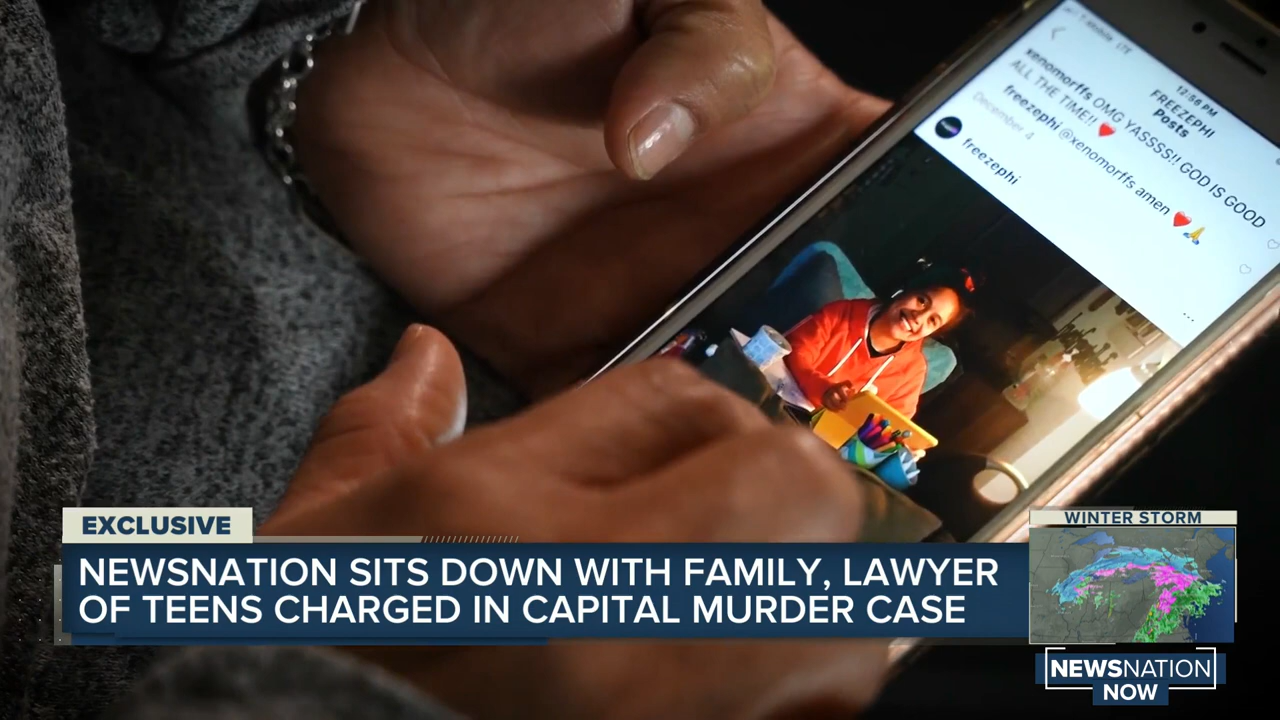 T-Mobile LTE
12:56 PM
FREEZEPHI
Posts
xenomorffs OMG YASSSS!! GOD IS GOOD
ALL THE TIME!! ❤️
freezephi @xenomorffs amen ❤️🙏
December 4
freezephi
...
EXCLUSIVE
NEWSNATION SITS DOWN WITH FAMILY, LAWYER
OF TEENS CHARGED IN CAPITAL MURDER CASE
WINTER STORM
NEWSNATION
NOW